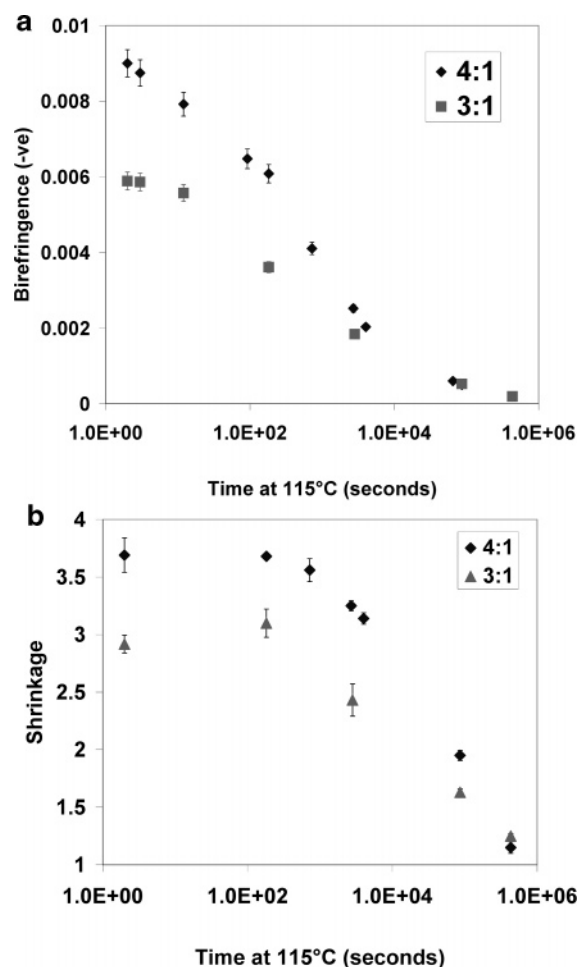 a
0.01
0.008
0.006
0.004
0.002
0
Birefringence (-ve)
4:1
3:1
1.0E+00 1.0E+02 1.0E+04 1.0E+06
Time at 115°C (seconds)
b
4
3.5
3
2.5
2
1.5
1
Shrinkage
4:1
3:1
1.0E+00 1.0E+02 1.0E+04 1.0E+06
Time at 115°C (seconds)